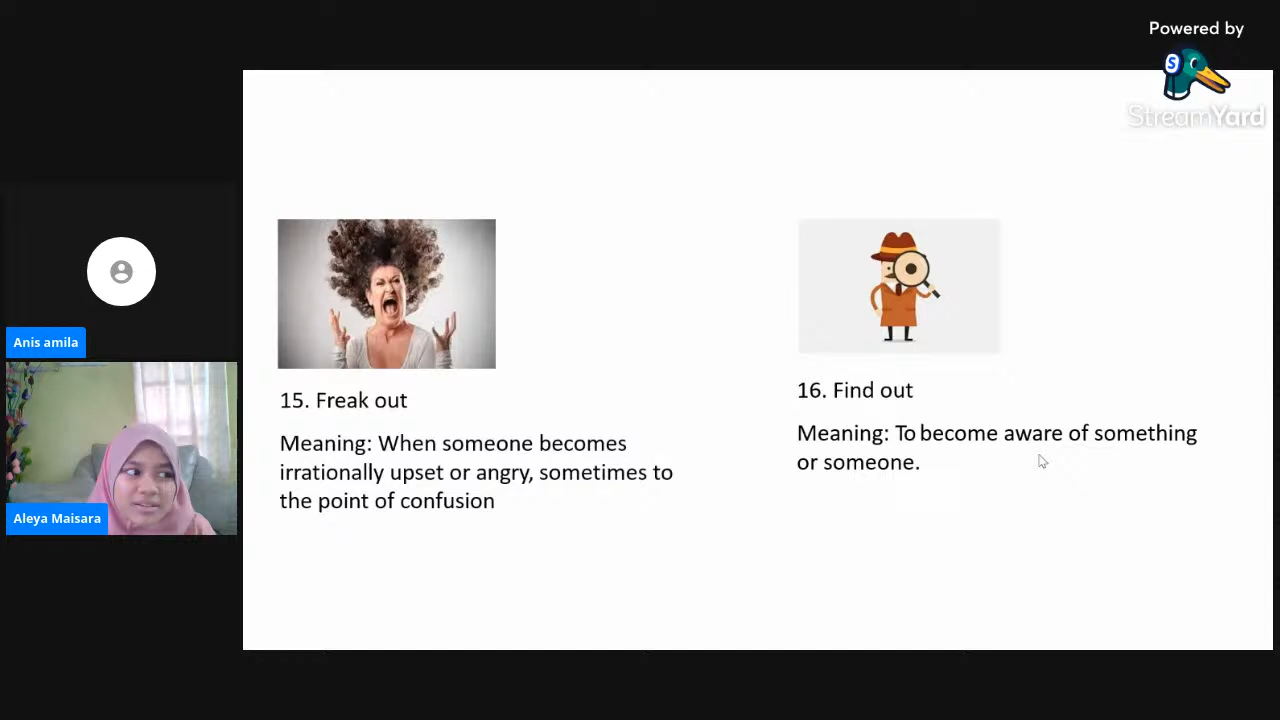 Powered by
StreamYard
Anis amila
Aleya Maisara
15. Freak out
Meaning: When someone becomes
irrationally upset or angry, sometimes to
the point of confusion
16. Find out
Meaning: To become aware of something
or someone.